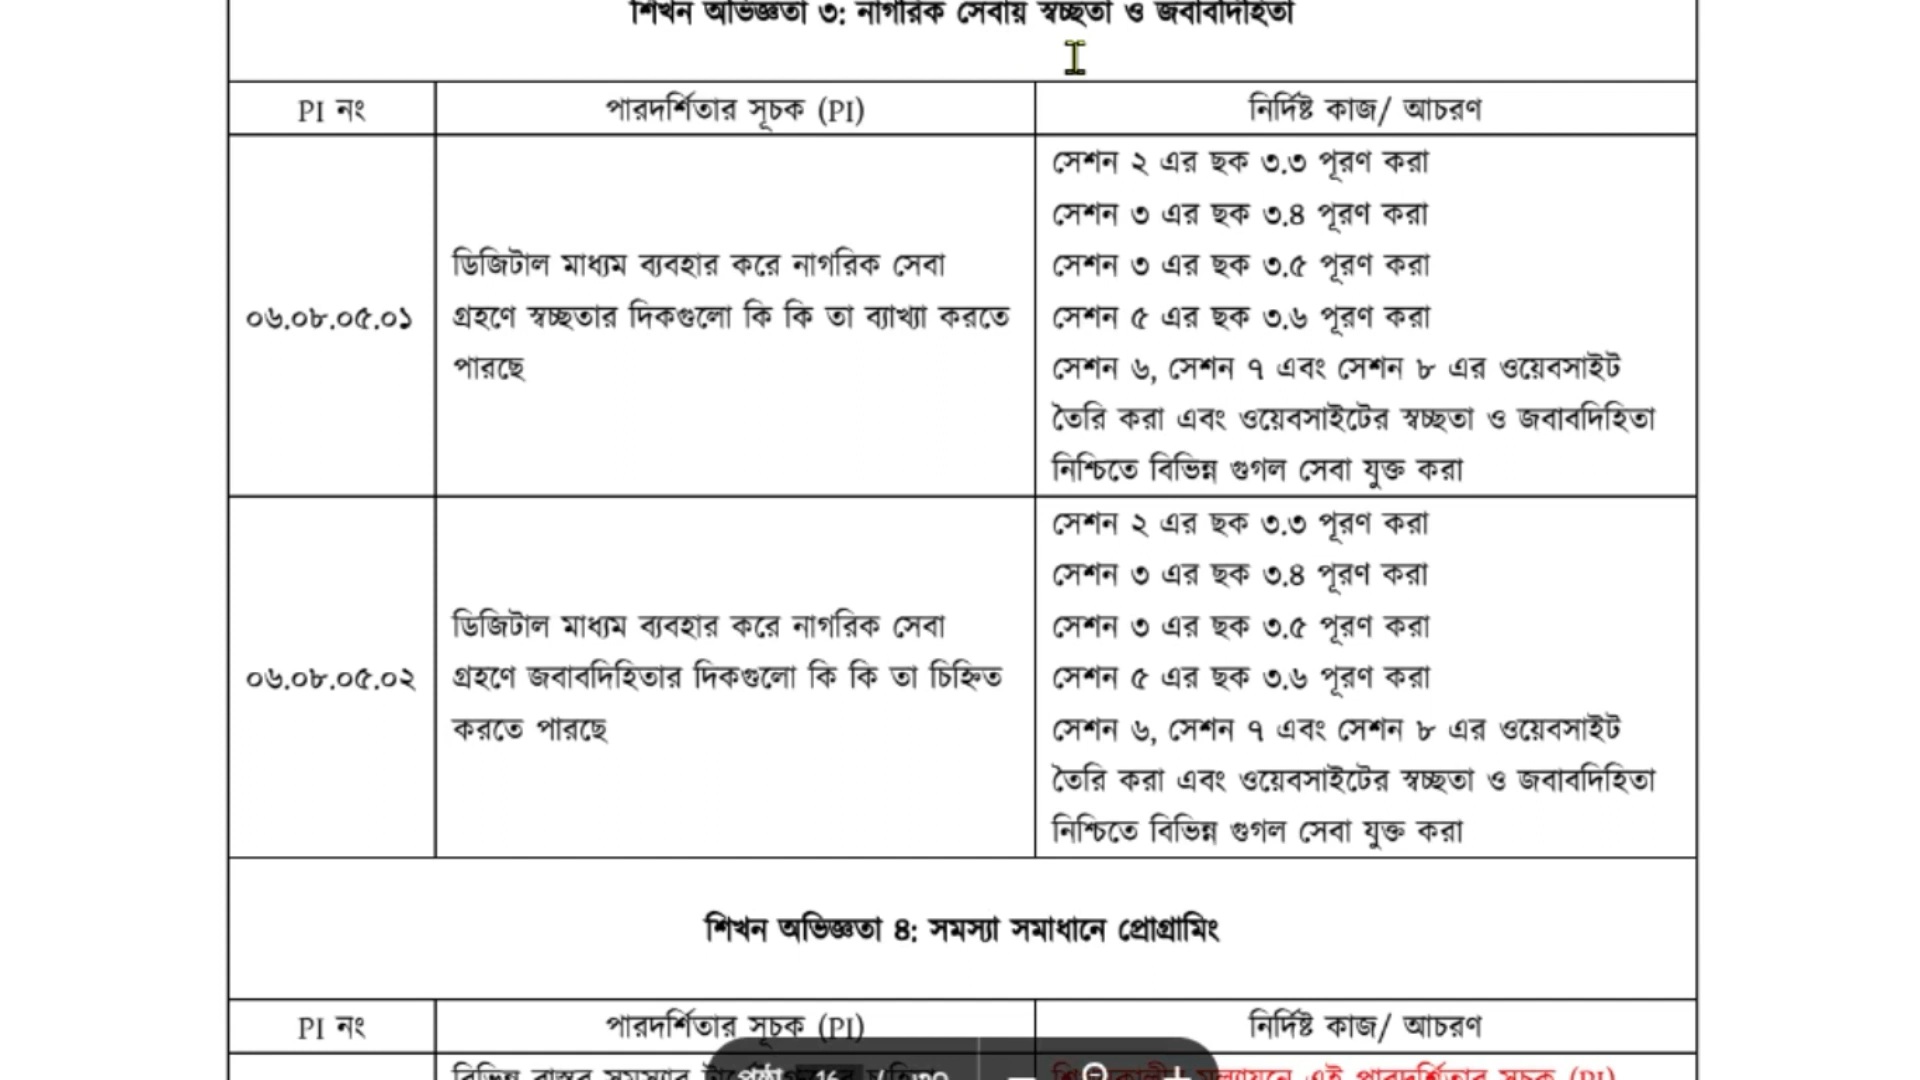 শিখন অভিজ্ঞতা ৩: নাগরিক সেবায় স্বচ্ছতা ও জবাবদিহিতা
PI নং
পারদর্শিতার সূচক (PI)
নির্দিষ্ট কাজ/ আচরণ
০৬.০৮.০৫.০১
ডিজিটাল মাধ্যম ব্যবহার করে নাগরিক সেবা
গ্রহণে স্বচ্ছতার দিকগুলো কি কি তা ব্যাখ্যা করতে
পারছে
সেশন ২ এর ছক ৩.৩ পূরণ করা
সেশন ৩ এর ছক ৩.৪ পূরণ করা
সেশন ৩ এর ছক ৩.৫ পূরণ করা
সেশন ৫ এর ছক ৩.৬ পূরণ করা
সেশন ৬, সেশন ৭ এবং সেশন ৮ এর ওয়েবসাইট
তৈরি করা এবং ওয়েবসাইটের স্বচ্ছতা ও জবাবদিহিতা
নিশ্চিতে বিভিন্ন গুগল সেবা যুক্ত করা
০৬.০৮.০৫.০২
ডিজিটাল মাধ্যম ব্যবহার করে নাগরিক সেবা
গ্রহণে জবাবদিহিতার দিকগুলো কি কি তা চিহ্নিত
করতে পারছে
সেশন ২ এর ছক ৩.৩ পূরণ করা
সেশন ৩ এর ছক ৩.৪ পূরণ করা
সেশন ৩ এর ছক ৩.৫ পূরণ করা
সেশন ৫ এর ছক ৩.৬ পূরণ করা
সেশন ৬, সেশন ৭ এবং সেশন ৮ এর ওয়েবসাইট
তৈরি করা এবং ওয়েবসাইটের স্বচ্ছতা ও জবাবদিহিতা
নিশ্চিতে বিভিন্ন গুগল সেবা যুক্ত করা
শিখন অভিজ্ঞতা ৪: সমস্যা সমাধানে প্রোগ্রামিং
PI নং
পারদর্শিতার সূচক (PI)
নির্দিষ্ট কাজ/ আচরণ
বিভিন্ন বাস্তব সমস্যার
মূল্যায়নে এই পারদর্শিতার সূচক (PI)
পৃষ্ঠা